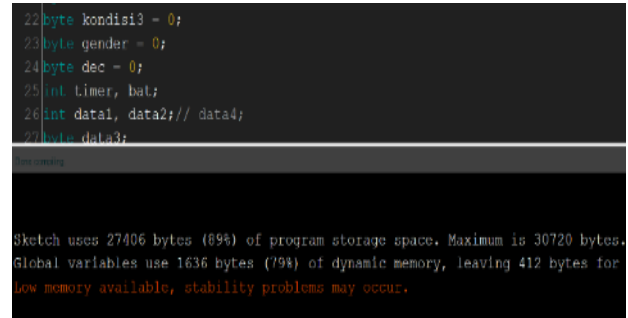 22 byte kondisi3 = 0;
23 byte gender = 0;
24 byte dec = 0;
25 int timer, bat;
26 int data1, data2;// data4;
27 byte data3;
Done compiling.
Sketch uses 27406 bytes (89%) of program storage space. Maximum is 30720 bytes.
Global variables use 1636 bytes (79%) of dynamic memory, leaving 412 bytes for
Low memory available, stability problems may occur.